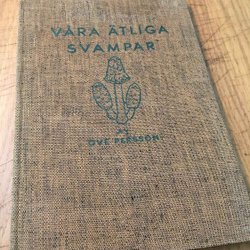 VÅRA ÄTLIGA
SVAMPAR
OVE PERSSON